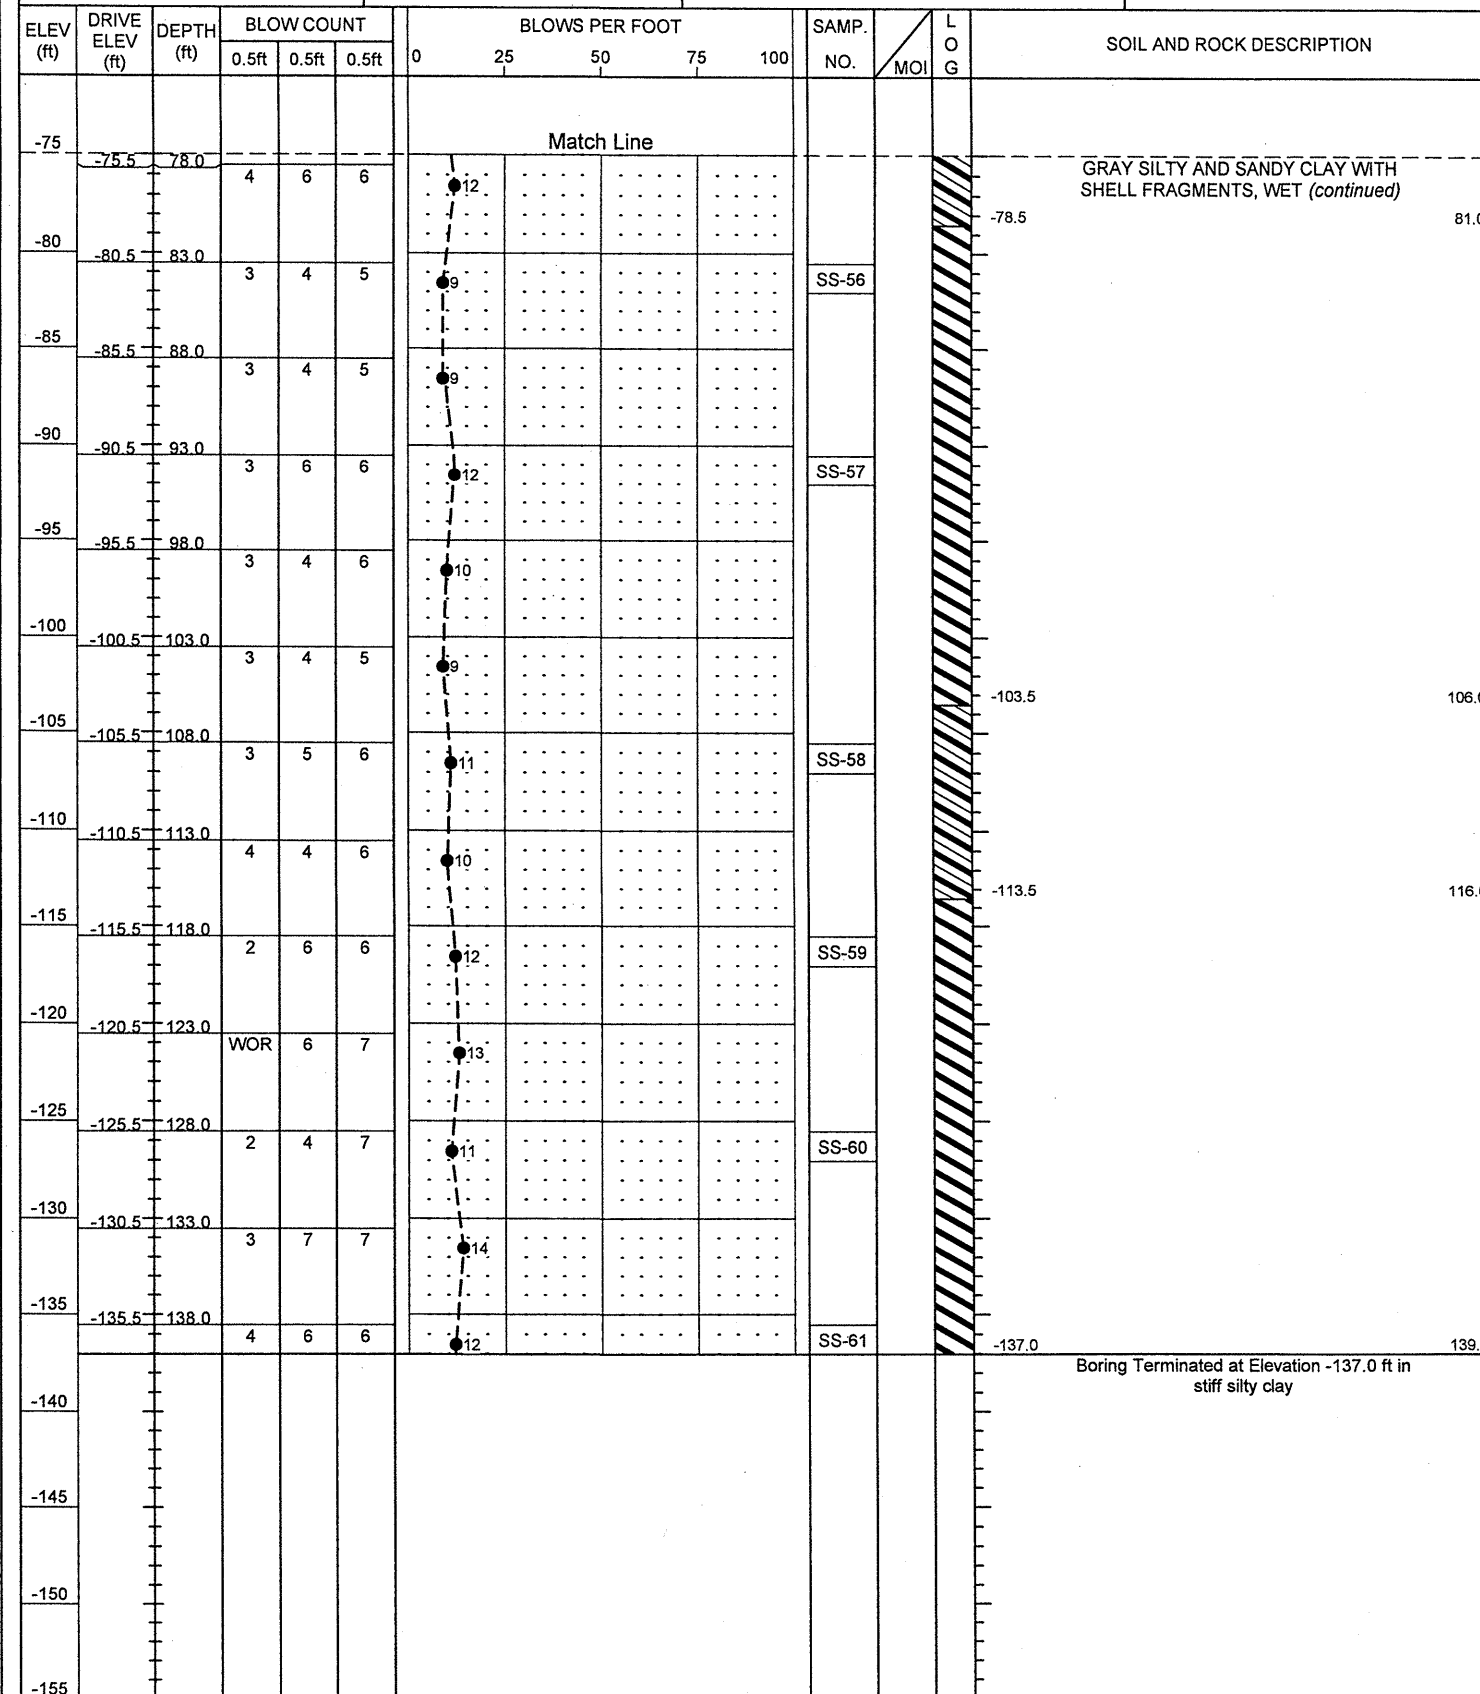 ELEV (ft) DRIVE ELEV (ft) DEPTH (ft) BLOW COUNT BLOWS PER FOOT SAMP. NO. MOI LOG SOIL AND ROCK DESCRIPTION
0.5ft 0.5ft 0.5ft 0 25 50 75 100
Match Line
-75
-75.5 78.0 4 6 6 12
GRAY SILTY AND SANDY CLAY WITH
SHELL FRAGMENTS, WET (continued)
-78.5 81.0
-80
-80.5 83.0 3 4 5 9 SS-56
-85
-85.5 88.0 3 4 5 9
-90
-90.5 93.0 3 6 6 12 SS-57
-95
-95.5 98.0 3 4 6 10
-100
-100.5 103.0 3 4 5 9
-103.5 106.0
-105
-105.5 108.0 3 5 6 11 SS-58
-110
-110.5 113.0 4 4 6 10
-113.5 116.
-115
-115.5 118.0 2 6 6 12 SS-59
-120
-120.5 123.0 WOR 6 7 13
-125
-125.5 128.0 2 4 7 11 SS-60
-130
-130.5 133.0 3 7 7 14
-135
-135.5 138.0 4 6 6 12 SS-61
-137.0 139.
Boring Terminated at Elevation -137.0 ft in
stiff silty clay
-140
-145
-150
-155